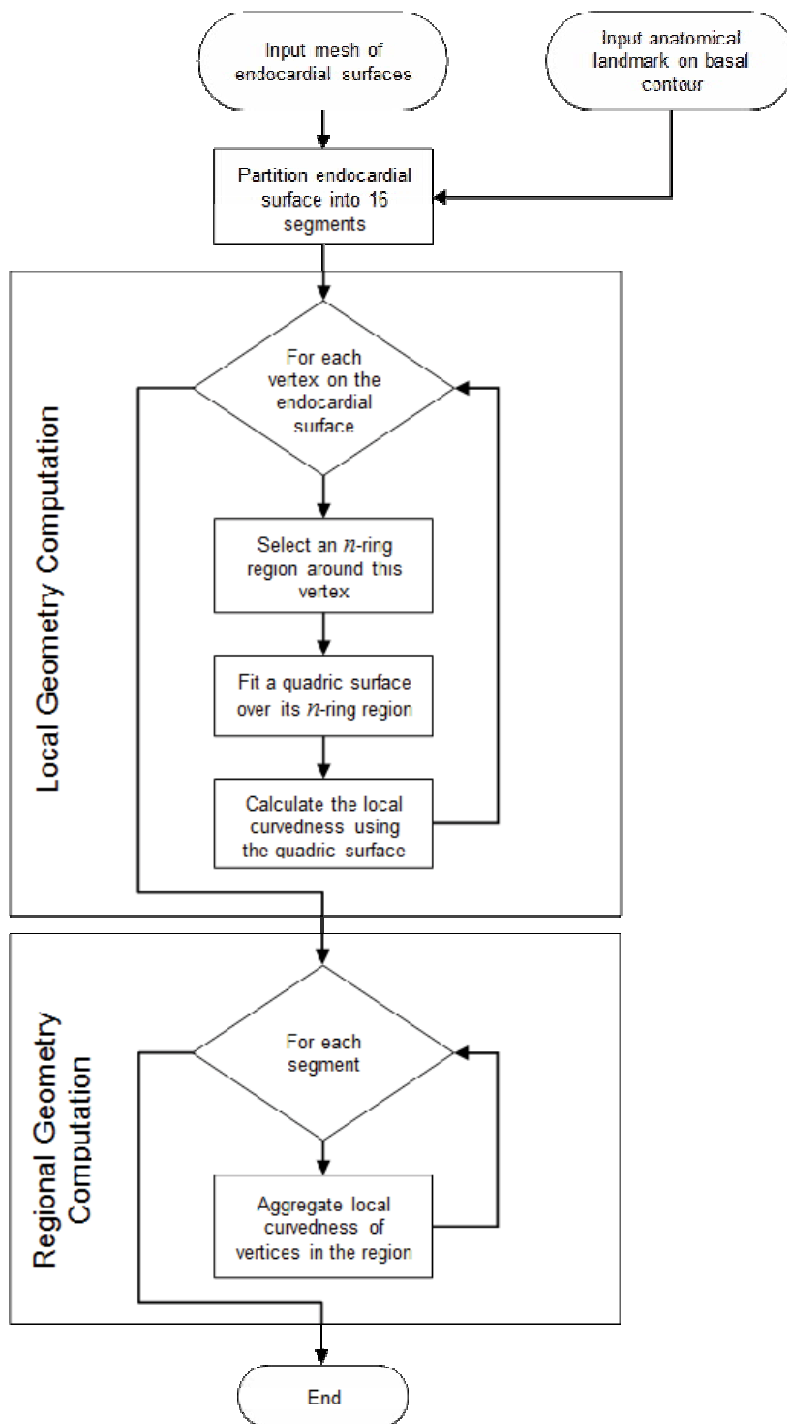 Input mesh of
endocardial surfaces
Input anatomical
landmark on basal
contour
Partition endocardial
surface into 16
segments
Local Geometry Computation
For each
vertex on the
endocardial
surface
Select an n-ring
region around this
vertex
Fit a quadric surface
over its n-ring region
Calculate the local
curvedness using
the quadric surface
Regional Geometry
Computation
For each
segment
Aggregate local
curvedness of
vertices in the region
End